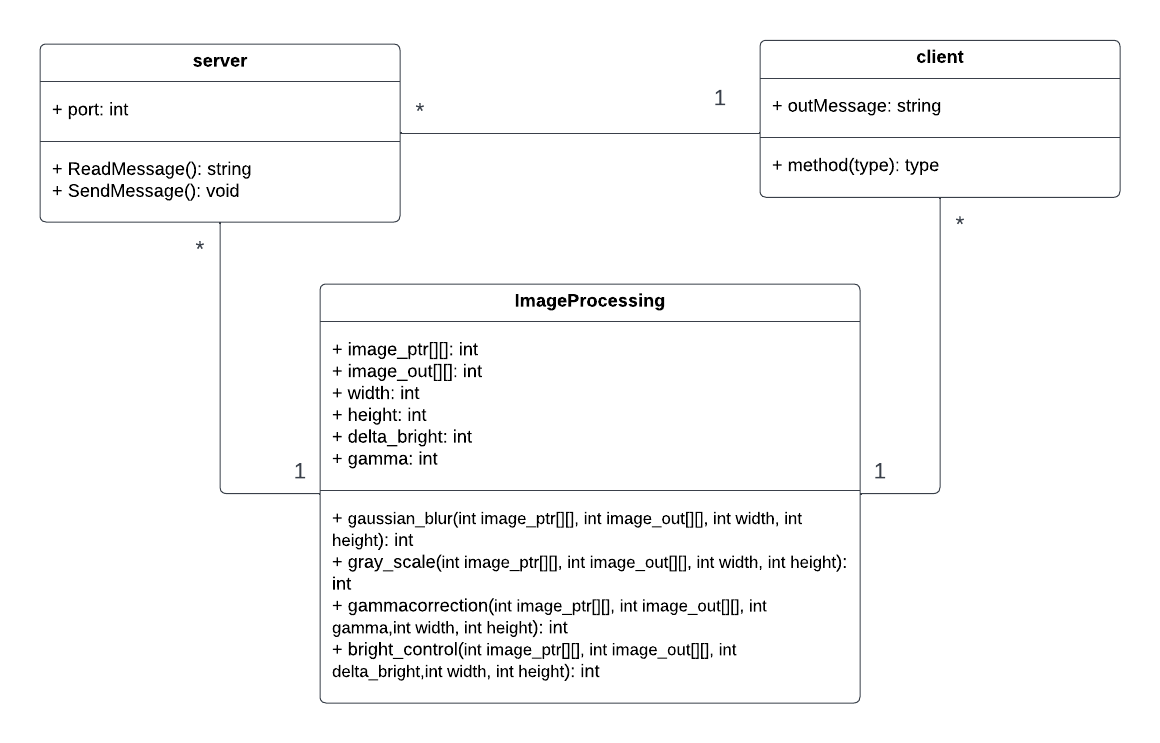 server
+ port: int
+ ReadMessage(): string
+ SendMessage(): void
*
1
client
+ outMessage: string
+ method(type): type
*
*
ImageProcessing
+ image_ptr[][]: int
+ image_out[][]: int
+ width: int
+ height: int
+ delta_bright: int
+ gamma: int
1
1
+ gaussian_blur(int image_ptr[][], int image_out[][], int width, int
height): int
+ gray_scale(int image_ptr[][], int image_out[][], int width, int height):
int
+ gammacorrection(int image_ptr[][], int image_out[][], int
gamma,int width, int height): int
+ bright_control(int image_ptr[][], int image_out[][], int
delta_bright,int width, int height): int